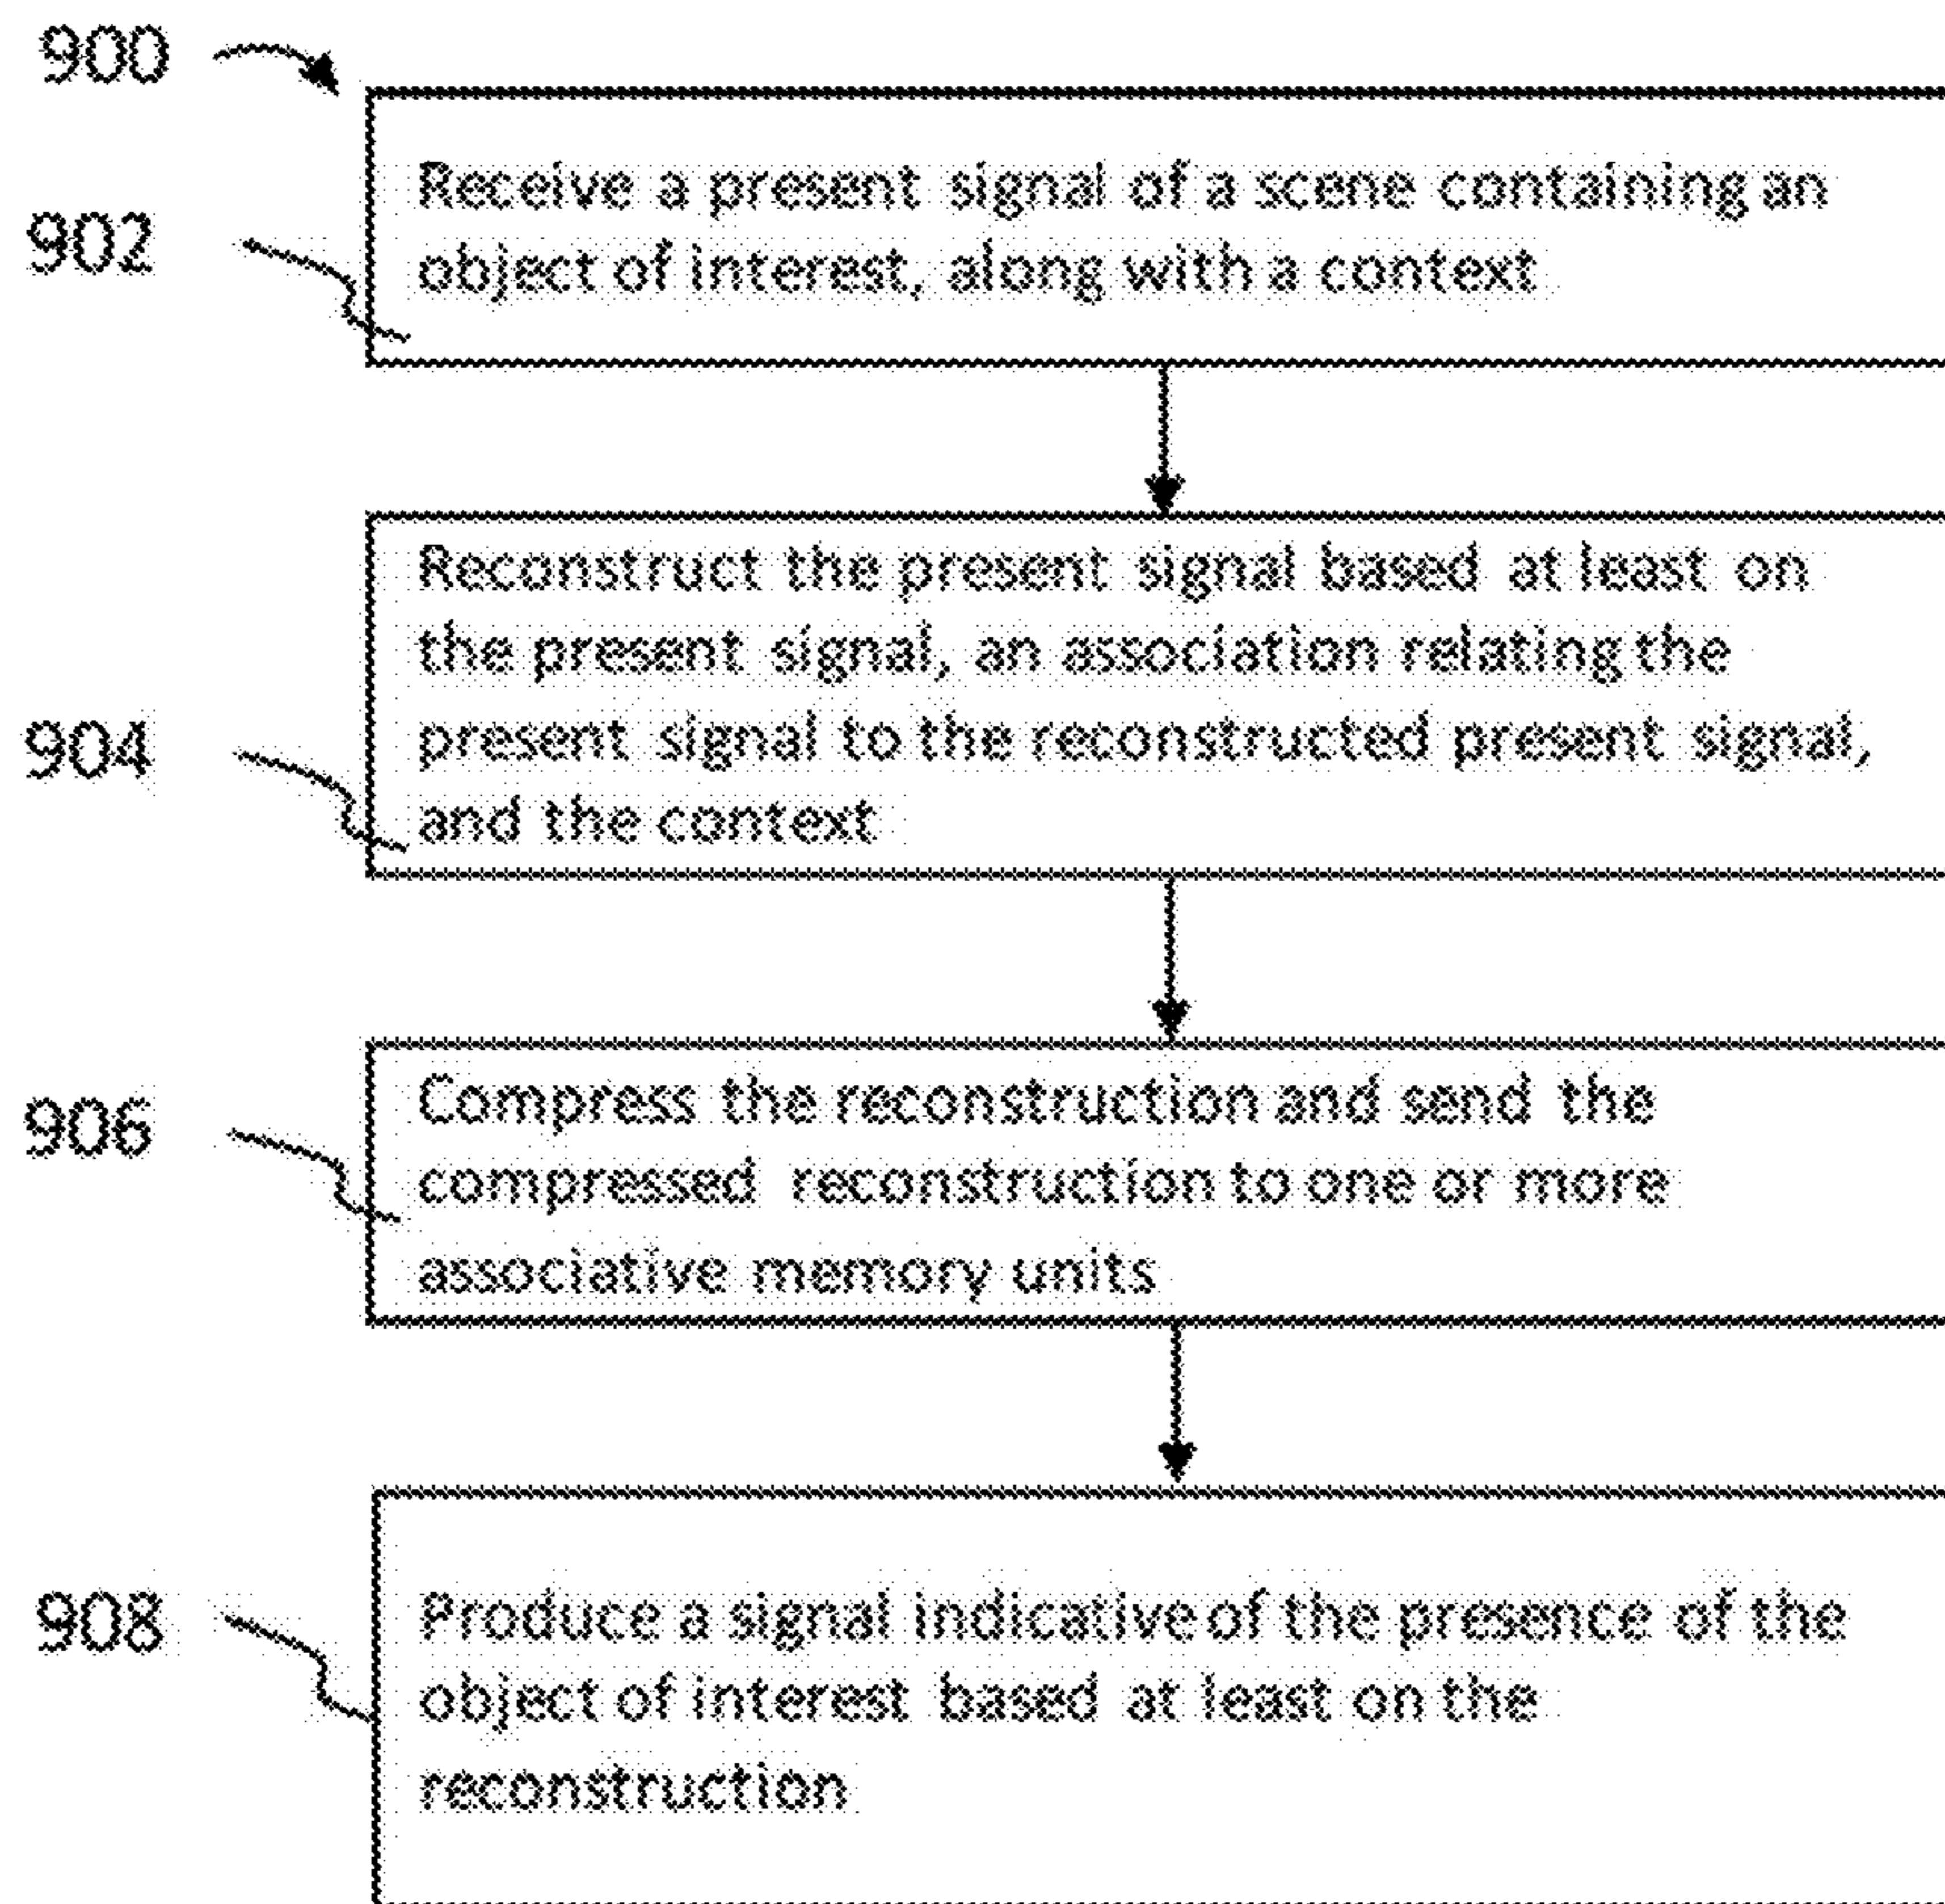 900
Receive a present signal of a scene containing an
902
object of interest, along with a context
Reconstruct the present signal based at least on
the present signal, an association relating the
904
present signal to the reconstructed present signal,
and the context
906
Compress the reconstruction and send the
compressed reconstruction to one or more
associative memory units
908
Produce a signal indicative of the presence of the
object of interest based at least on the
reconstruction